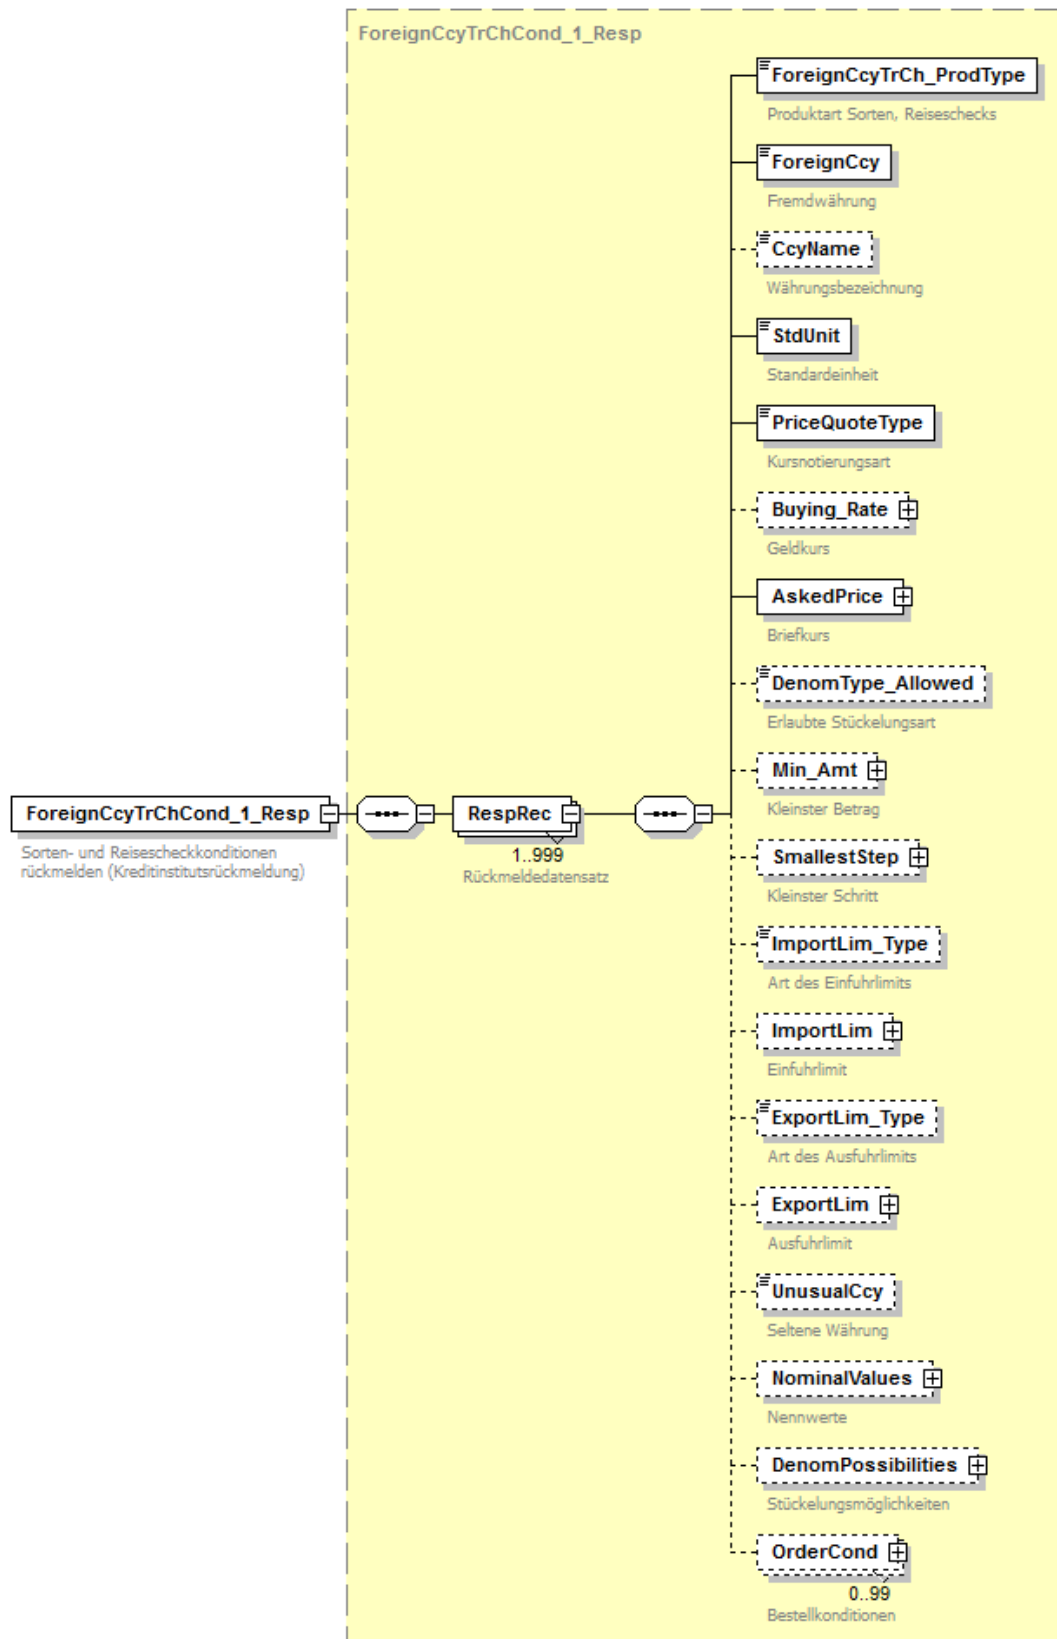 ForeignCcyTrChCond_1_Resp
ForeignCcyTrCh_ProdType
Produktart Sorten, Reiseschecks
ForeignCcy
Fremdwährung
CcyName
Währungsbezeichnung
StdUnit
Standardeinheit
PriceQuoteType
Kursnotierungsart
Buying_Rate
Geldkurs
AskedPrice
Briefkurs
DenomType_Allowed
Erlaubte Stückelungsart
Min_Amt
Kleinster Betrag
ForeignCcyTrChCond_1_Resp
Sorten- und Reisescheckkonditionen
rückmelden (Kreditinstitutsrückmeldung)
RespRec
1..999
Rückmeldedatensatz
SmallestStep
Kleinster Schritt
ImportLim_Type
Art des Einfuhrlimits
ImportLim
Einfuhrlimit
ExportLim_Type
Art des Ausfuhrlimits
ExportLim
Ausfuhrlimit
UnusualCcy
Seltene Währung
NominalValues
Nennwerte
DenomPossibilities
Stückelungsmöglichkeiten
OrderCond
0..99
Bestellkonditionen